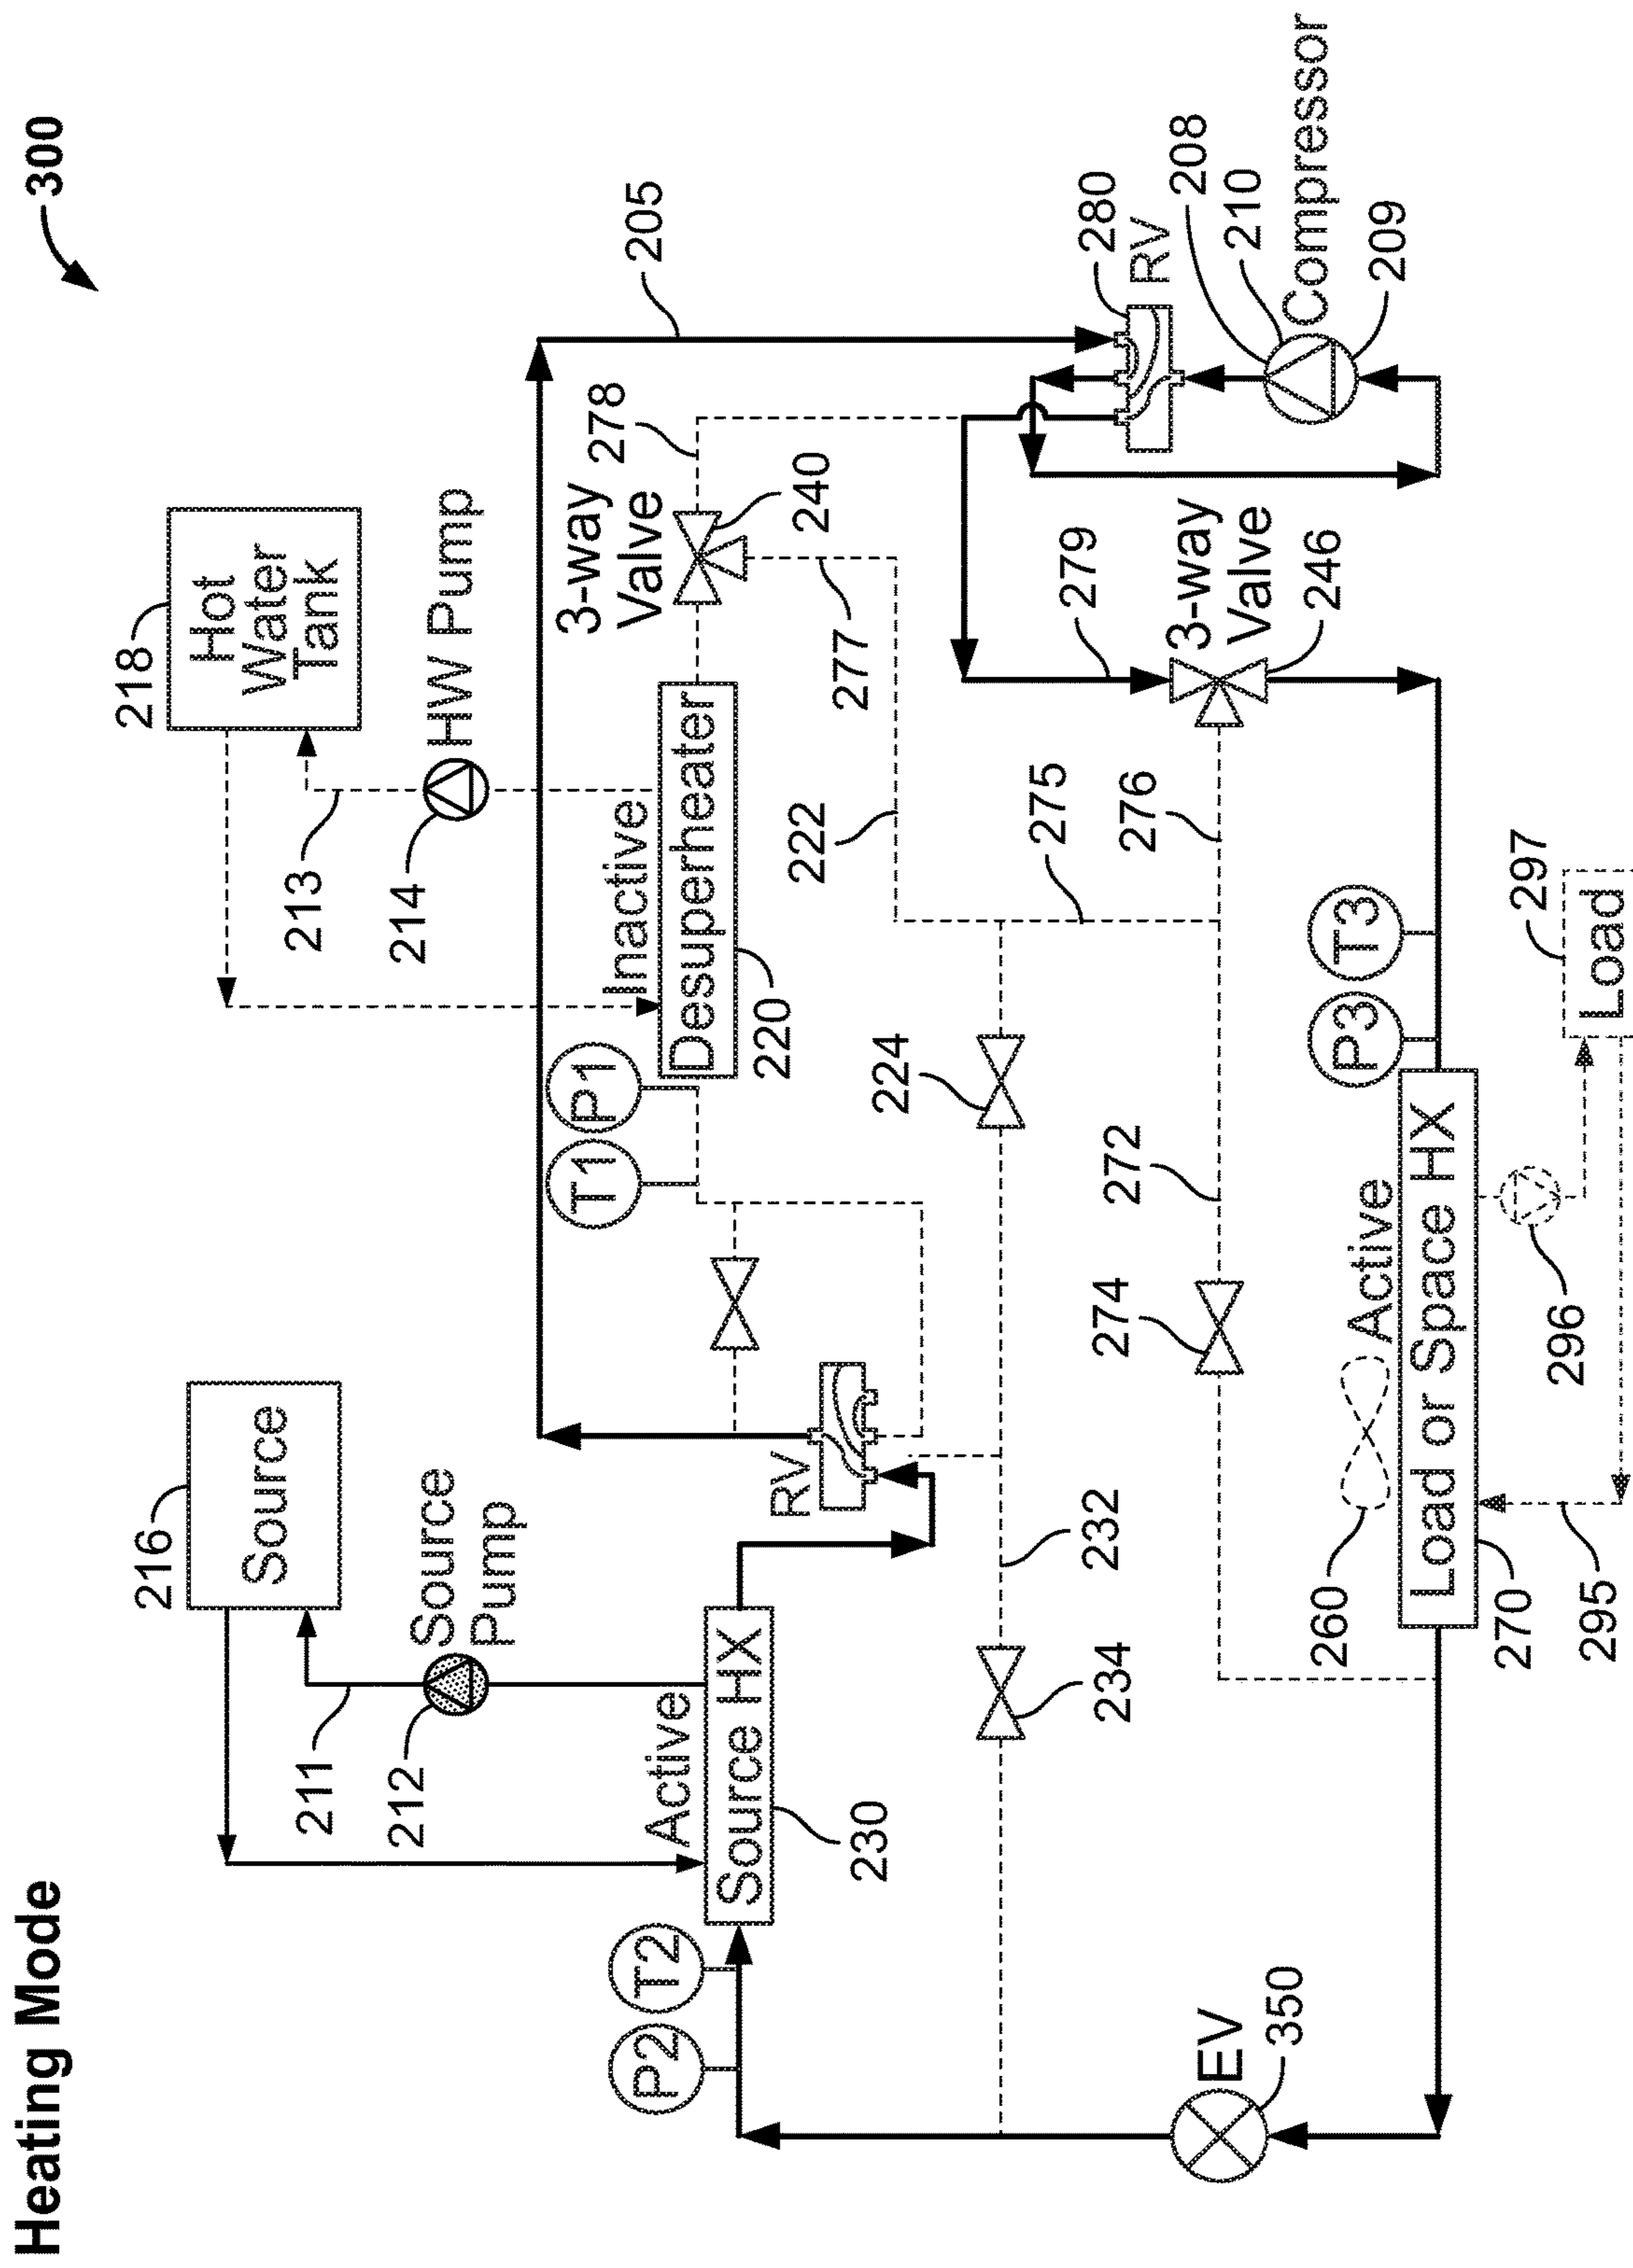 Heating Mode
300
216
Source
218
Hot
Water
Tank
211
212
Source
Pump
213
214
HW Pump
205
P2
T2
Active
Source HX
230
T1
P1
Inactive
Desuperheater
220
3-way
Valve
278
240
RV
222
277
224
234
232
275
279
280
RV
EV
350
274
272
276
3-way
Valve
246
208
210
Compressor
209
260
Active
Load or Space HX
270
P3
T3
295
296
297
Load